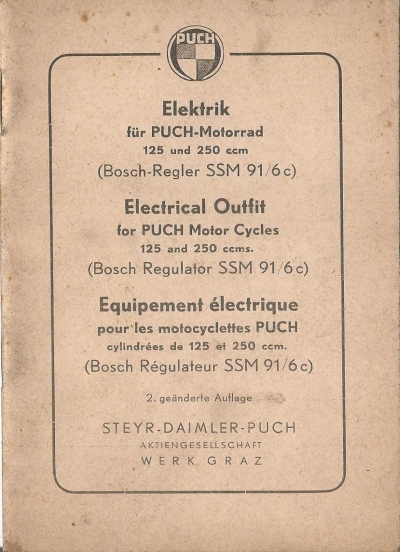 PUCH
Elektrik
für PUCH-Motorrad
125 und 250 ccm
(Bosch-Regler SSM 91/6c)
Electrical Outfit
for PUCH Motor Cycles
125 and 250 ccms.
(Bosch Regulator SSM 91/6c)
Equipement électrique
pour les motocyclettes PUCH
cylindrées de 125 et 250 ccm.
(Bosch Régulateur SSM 91/6c)
2. geänderte Auflage
STEYR-DAIMLER-PUCH
AKTIENGESELLSCHAFT
WERK GRAZ